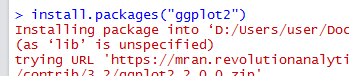 > install.packages("ggplot2")
Installing package into ‘D:/Users/user/Doc
(as ‘lib’ is unspecified)
trying URL 'https://mran.revolutionanalytic
/contrib/3.2/ggplot2_2.0.0.zip'